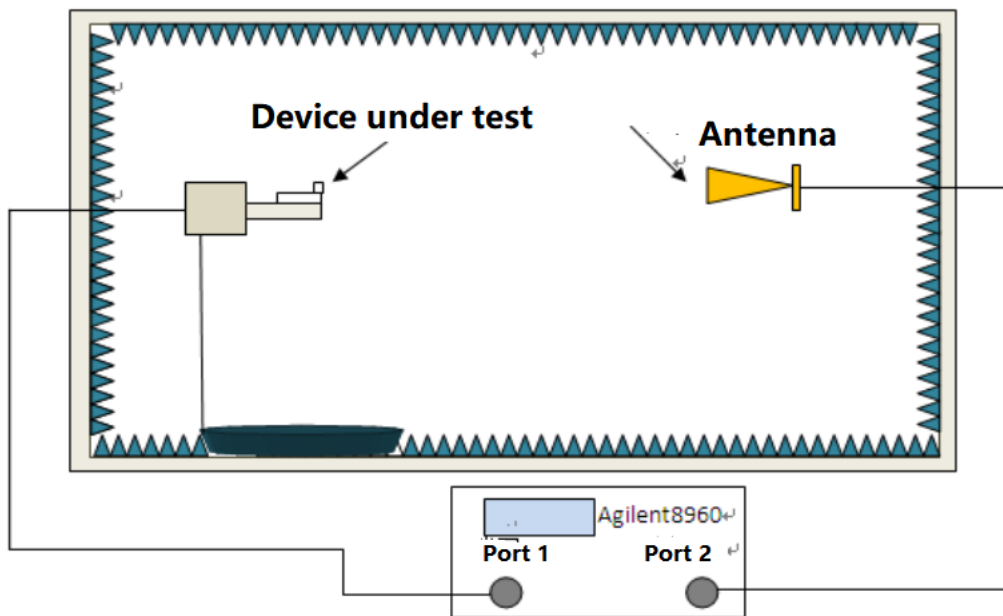 Device under test
Antenna
Agilent8960
Port 1
Port 2